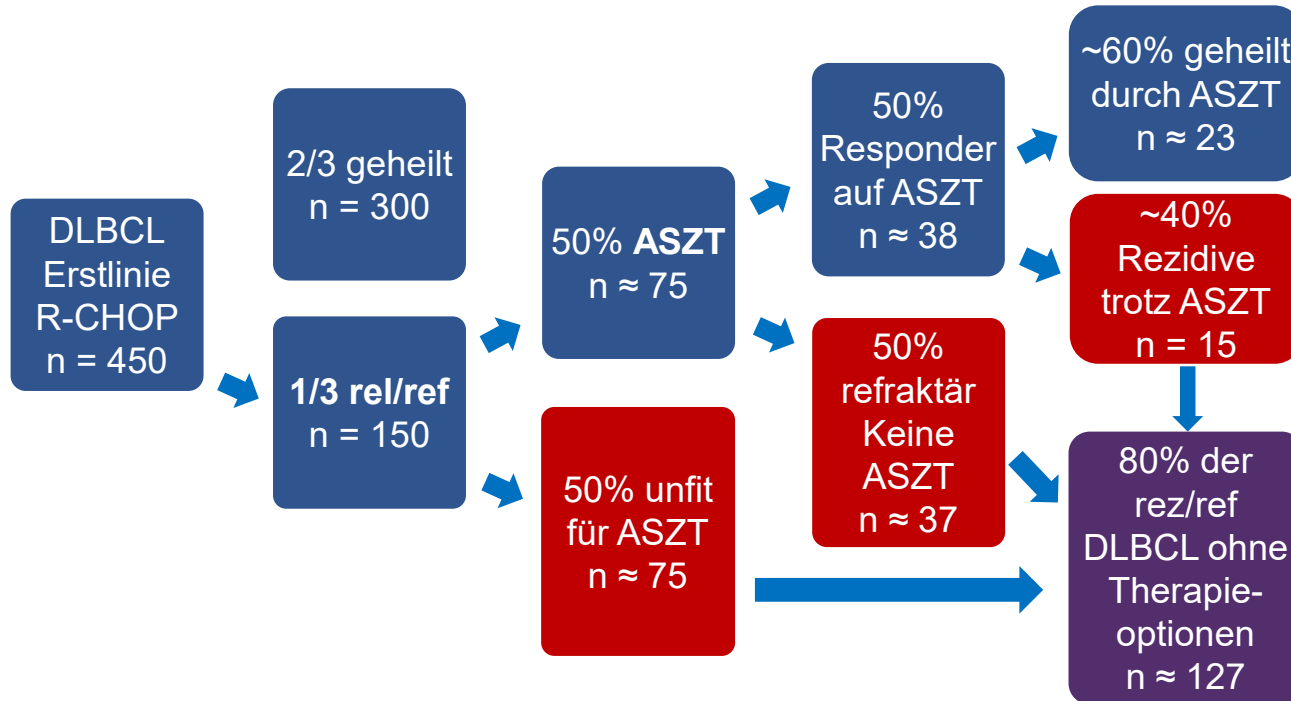 DLBCL
Erstlinie
R-CHOP
n = 450
2/3 geheilt
n = 300
1/3 rel/ref
n = 150
50% ASZT
n ≈ 75
50% unfit
für ASZT
n ≈ 75
50%
Responder
auf ASZT
n ≈ 38
50%
refraktär
Keine
ASZT
n ≈ 37
~60% geheilt
durch ASZT
n ≈ 23
~40%
Rezidive
trotz ASZT
n = 15
80% der
rez/ref
DLBCL ohne
Therapie-
optionen
n ≈ 127